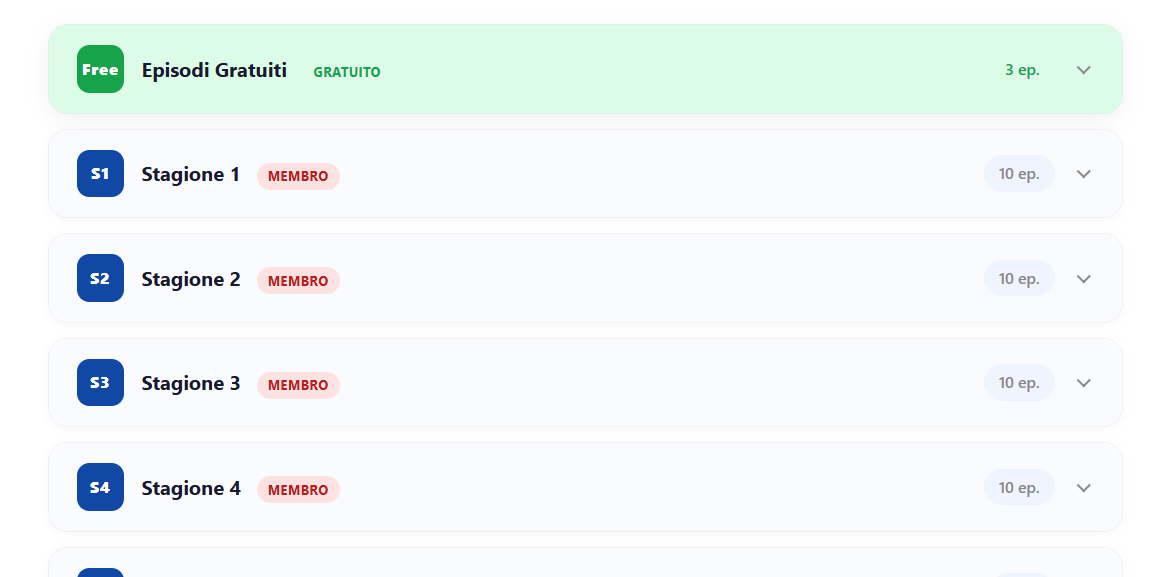 Free Episodi Gratuiti GRATUITO 3 ep.
S1 Stagione 1 MEMBRO 10 ep.
S2 Stagione 2 MEMBRO 10 ep.
S3 Stagione 3 MEMBRO 10 ep.
S4 Stagione 4 MEMBRO 10 ep.